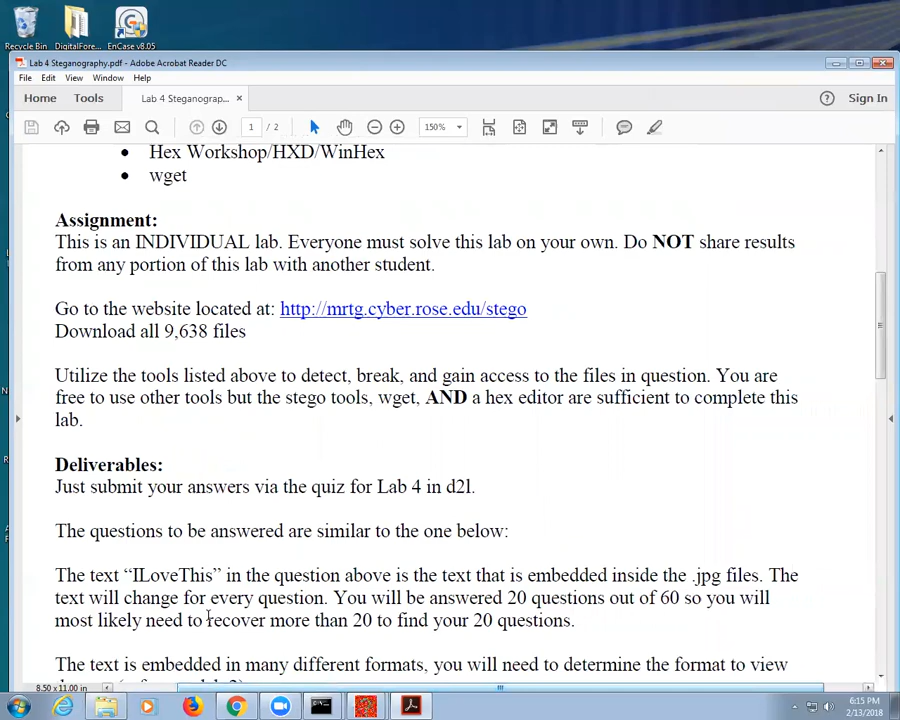 Recycle Bin
DigitalFore...
EnCase v8.05
Lab 4 Steganography.pdf - Adobe Acrobat Reader DC
File Edit View Window Help
Home Tools Lab 4 Steganograp... × ? Sign In
1 / 2 150%
• Hex Workshop/HXD/WinHex
• wget
Assignment:
This is an INDIVIDUAL lab. Everyone must solve this lab on your own. Do NOT share results
from any portion of this lab with another student.
Go to the website located at: http://mrtg.cyber.rose.edu/stego
Download all 9,638 files
Utilize the tools listed above to detect, break, and gain access to the files in question. You are
free to use other tools but the stego tools, wget, AND a hex editor are sufficient to complete this
lab.
Deliverables:
Just submit your answers via the quiz for Lab 4 in d2l.
The questions to be answered are similar to the one below:
The text “ILoveThis” in the question above is the text that is embedded inside the .jpg files. The
text will change for every question. You will be answered 20 questions out of 60 so you will
most likely need to recover more than 20 to find your 20 questions.
The text is embedded in many different formats, you will need to determine the format to view
8.50 x 11.00 in
6:15 PM
2/13/2018